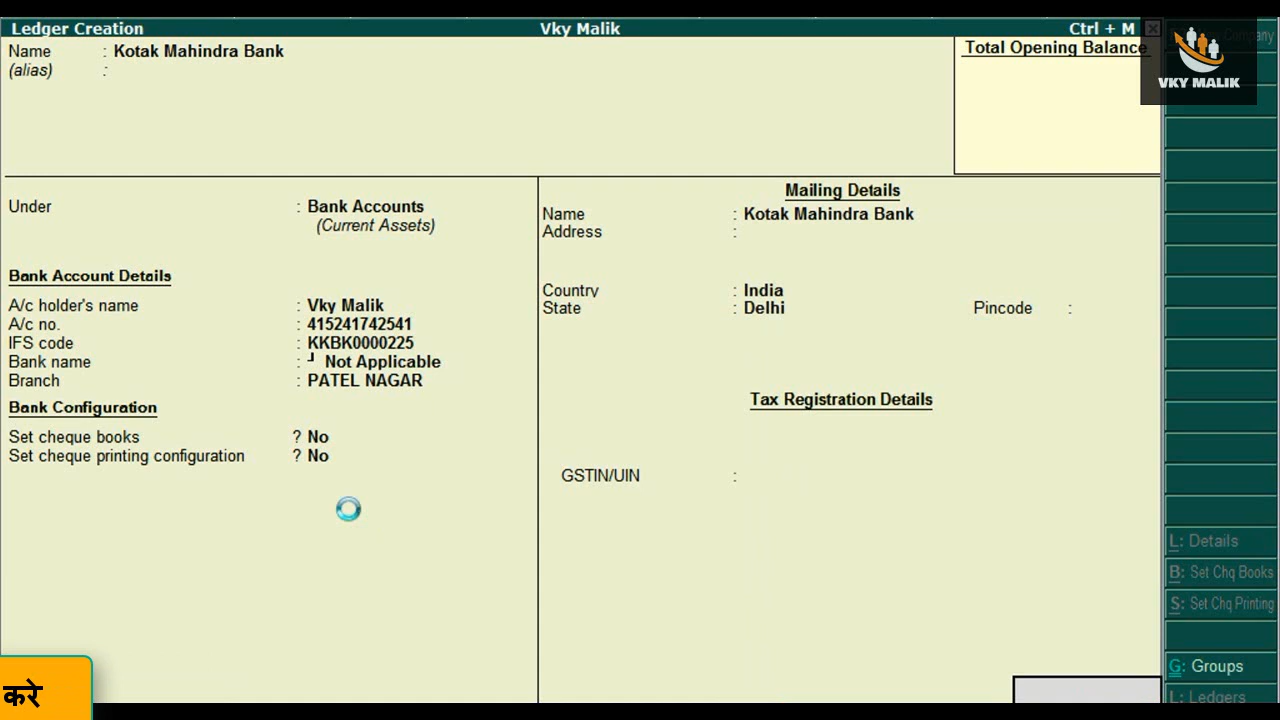 Ledger Creation Vky Malik Ctrl + M
Name : Kotak Mahindra Bank
(alias) :
Total Opening Balance
Company
VKY MALIK
Under : Bank Accounts
(Current Assets)
Bank Account Details
A/c holder's name : Vky Malik
A/c no. : 415241742541
IFS code : KKBK0000225
Bank name : ┘ Not Applicable
Branch : PATEL NAGAR
Bank Configuration
Set cheque books ? No
Set cheque printing configuration ? No
Mailing Details
Name : Kotak Mahindra Bank
Address :
Country : India
State : Delhi Pincode :
Tax Registration Details
GSTIN/UIN :
L: Details
B: Set Chq Books
S: Set Chq Printing
G: Groups
L: Ledgers
करे